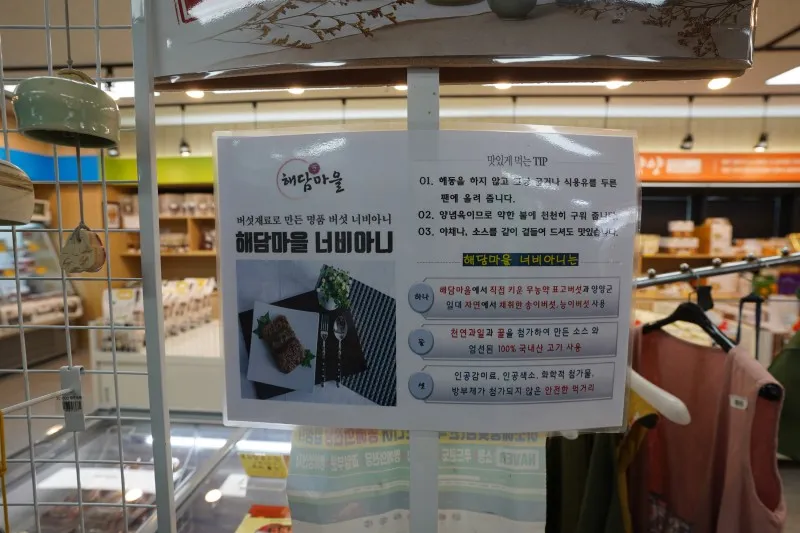 해담마을
버섯재료로 만든 명품 버섯 너비아니
해담마을 너비아니
맛있게 먹는 TIP
01. 해동을 하지 않고 굽거나 식용유를 두른
팬에 올려 줍니다.
02. 양념육이므로 약한 불에 천천히 구워 줍니다.
03. 야채나, 소스를 같이 곁들어 드셔도 맛있습니다.
해담마을 너비아니는
하나
해담마을에서 직접 키운 무농약 표고버섯과 양양군
일대 자연에서 채취한 송이버섯,능이버섯 사용
둘
천연과일과 꿀을 첨가하여 만든 소스 와
엄선된 100% 국내산 고기 사용
셋
인공감미료, 인공색소, 화학적 첨가물,
방부제가 첨가되지 않은 안전한 먹거리